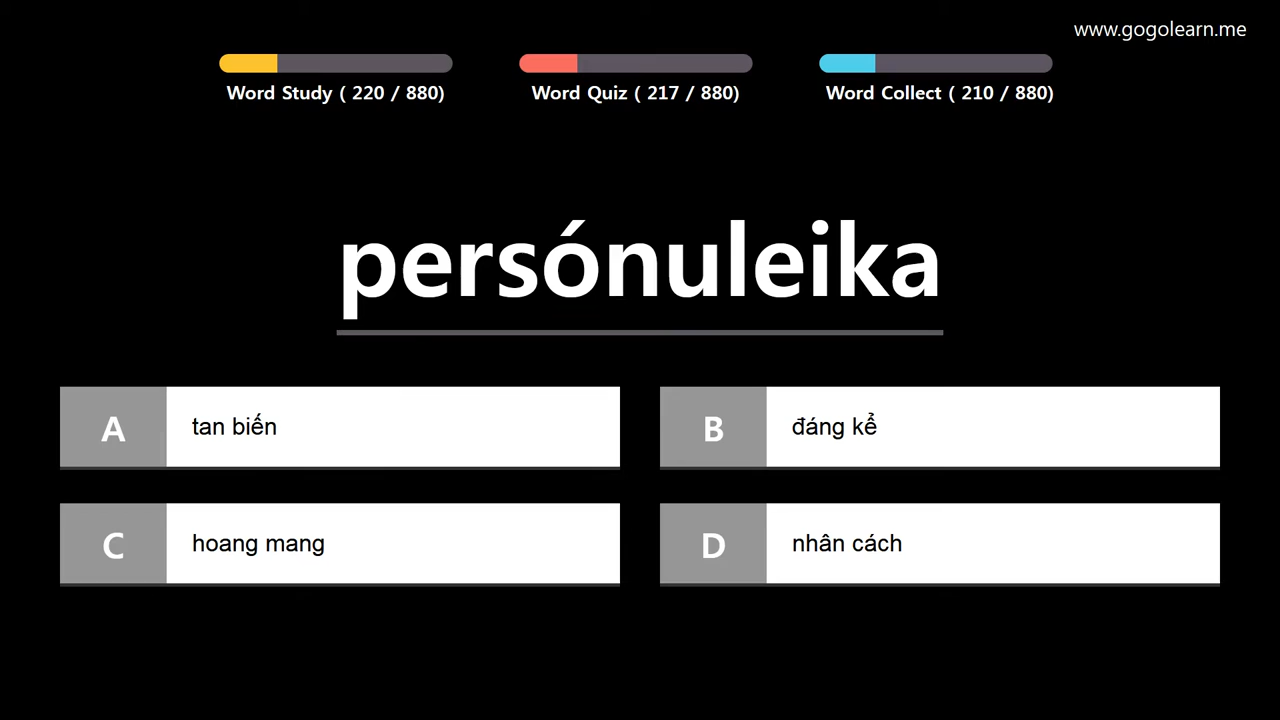 www.gogolearn.me
Word Study ( 220 / 880)
Word Quiz ( 217 / 880)
Word Collect ( 210 / 880)
persónuleika
A
tan biến
B
đáng kể
C
hoang mang
D
nhân cách